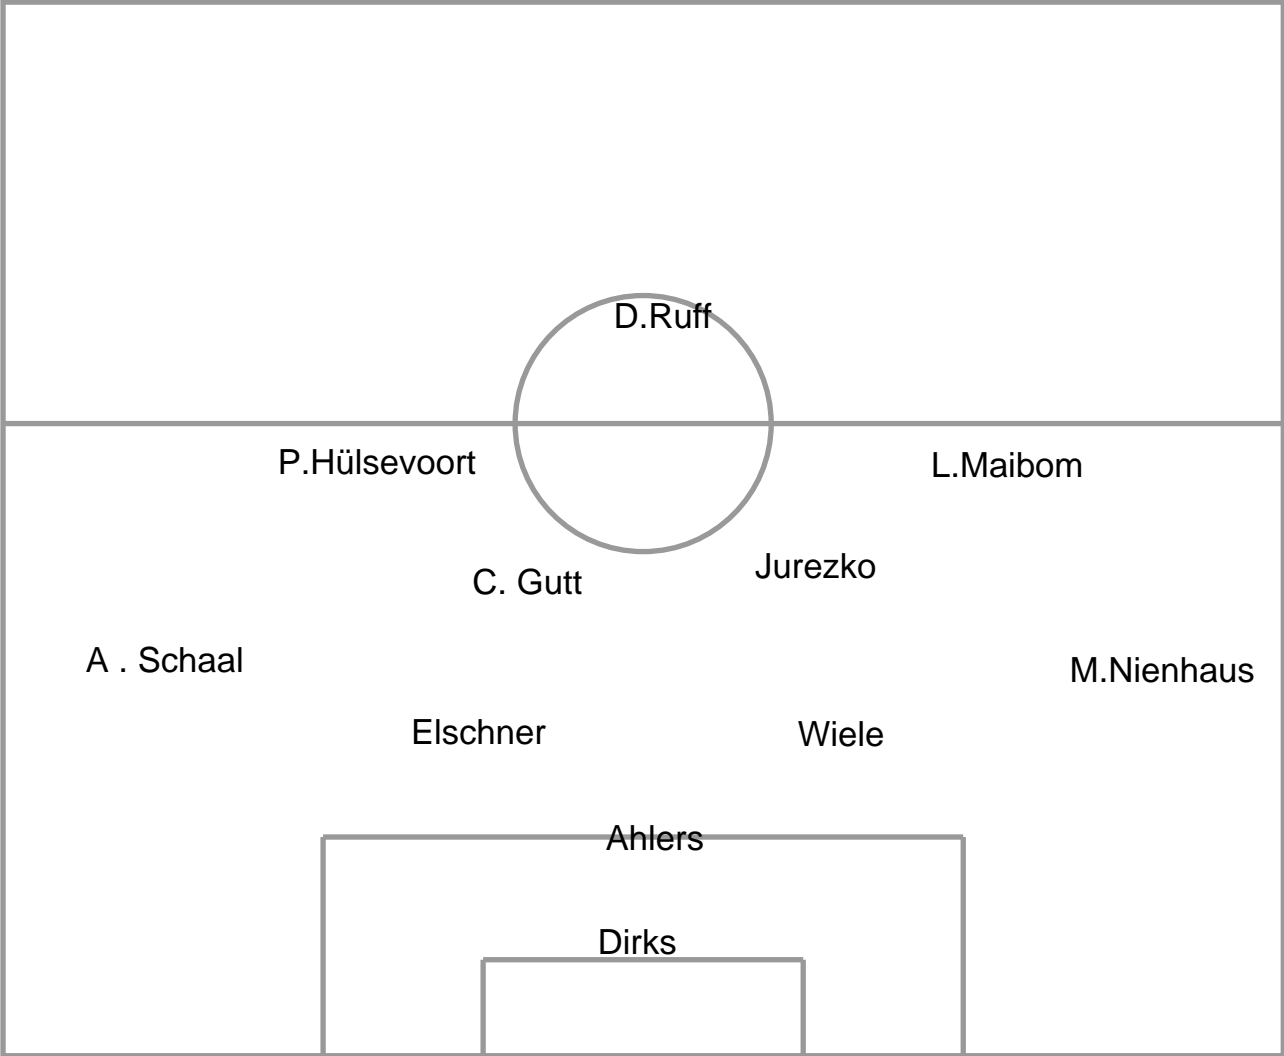 D.Ruff
P.Hülsevoort
L.Maibom
C. Gutt
Jurezko
A . Schaal
M.Nienhaus
Elschner
Wiele
Ahlers
Dirks